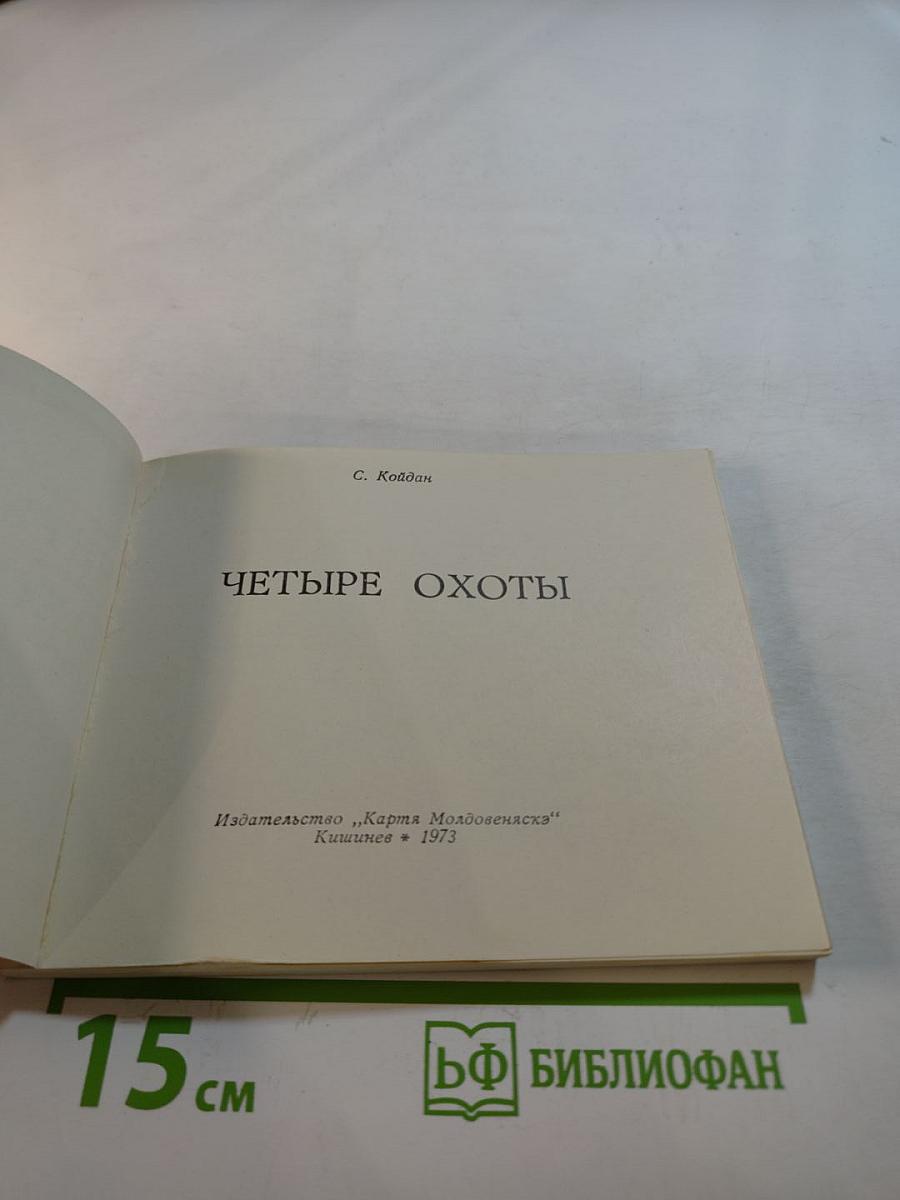 С. Койдан
ЧЕТЫРЕ ОХОТЫ
Издательство „Картя Молдовеняскэ“
Кишинев * 1973
15 см
ЬФ БИБЛИОФАН